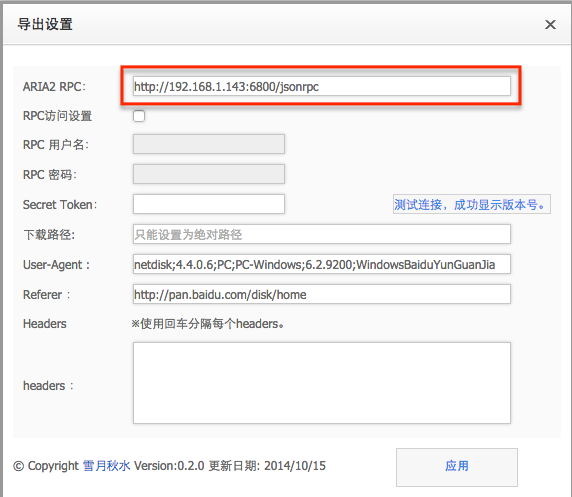 导出设置
ARIA2 RPC: http://192.168.1.143:6800/jsonrpc
RPC访问设置
RPC 用户名:
RPC 密码:
Secret Token: 测试连接，成功显示版本号。
下载路径: 只能设置为绝对路径
User-Agent : netdisk;4.4.0.6;PC;PC-Windows;6.2.9200;WindowsBaiduYunGuanJia
Referer : http://pan.baidu.com/disk/home
Headers ※使用回车分隔每个headers。
headers :
© Copyright 雪月秋水 Version:0.2.0 更新日期: 2014/10/15 应用